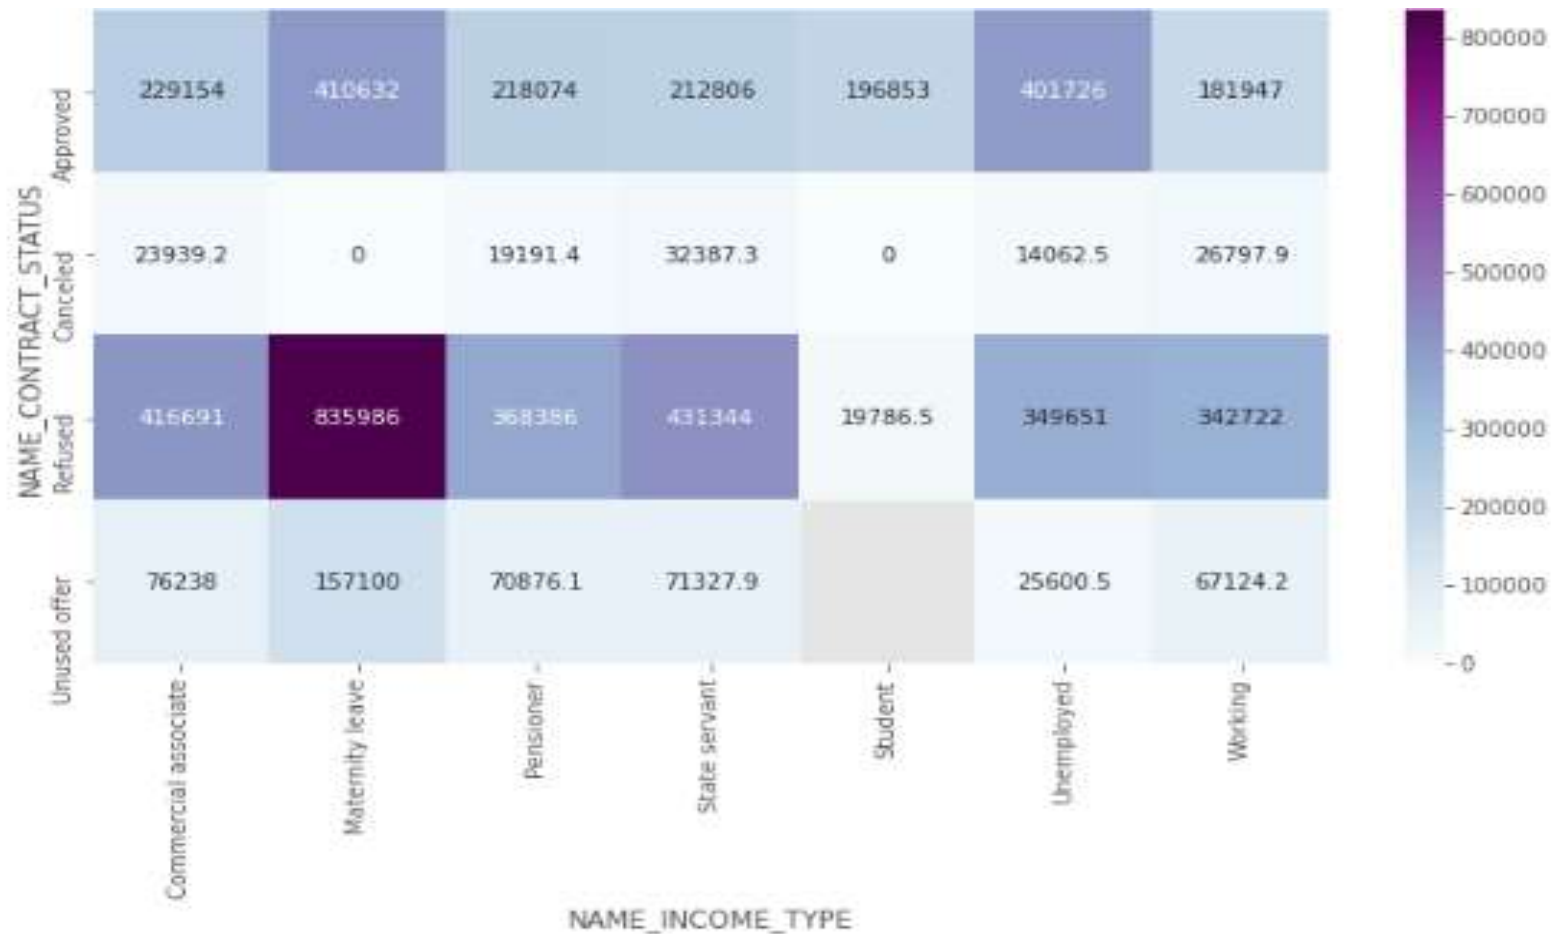 NAME_CONTRACT_STATUS
Approved 229154 410632 218074 212806 196853 401726 181947
Canceled 23939.2 0 19191.4 32387.3 0 14062.5 26797.9
Refused 416691 835986 368386 431344 19786.5 349651 342722
Unused offer 76238 157100 70876.1 71327.9 25600.5 67124.2
Commercial associate
Maternity leave
Pensioner
State servant
Student
Unemployed
Working
NAME_INCOME_TYPE
800000
700000
600000
500000
400000
300000
200000
100000
0